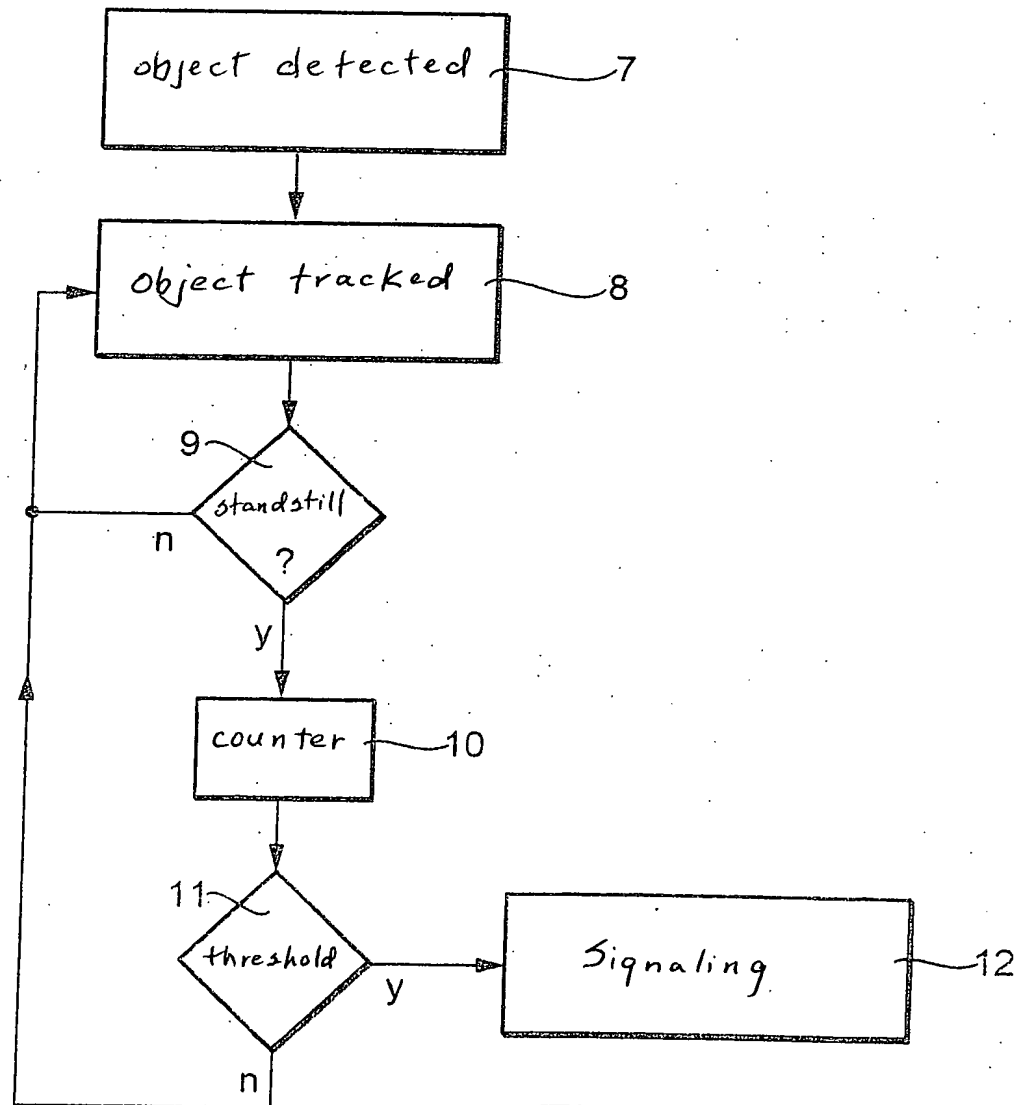 object detected
7
object tracked
8
9
standstill
n
?
y
counter
10
11
threshold
y
Signaling
12
n